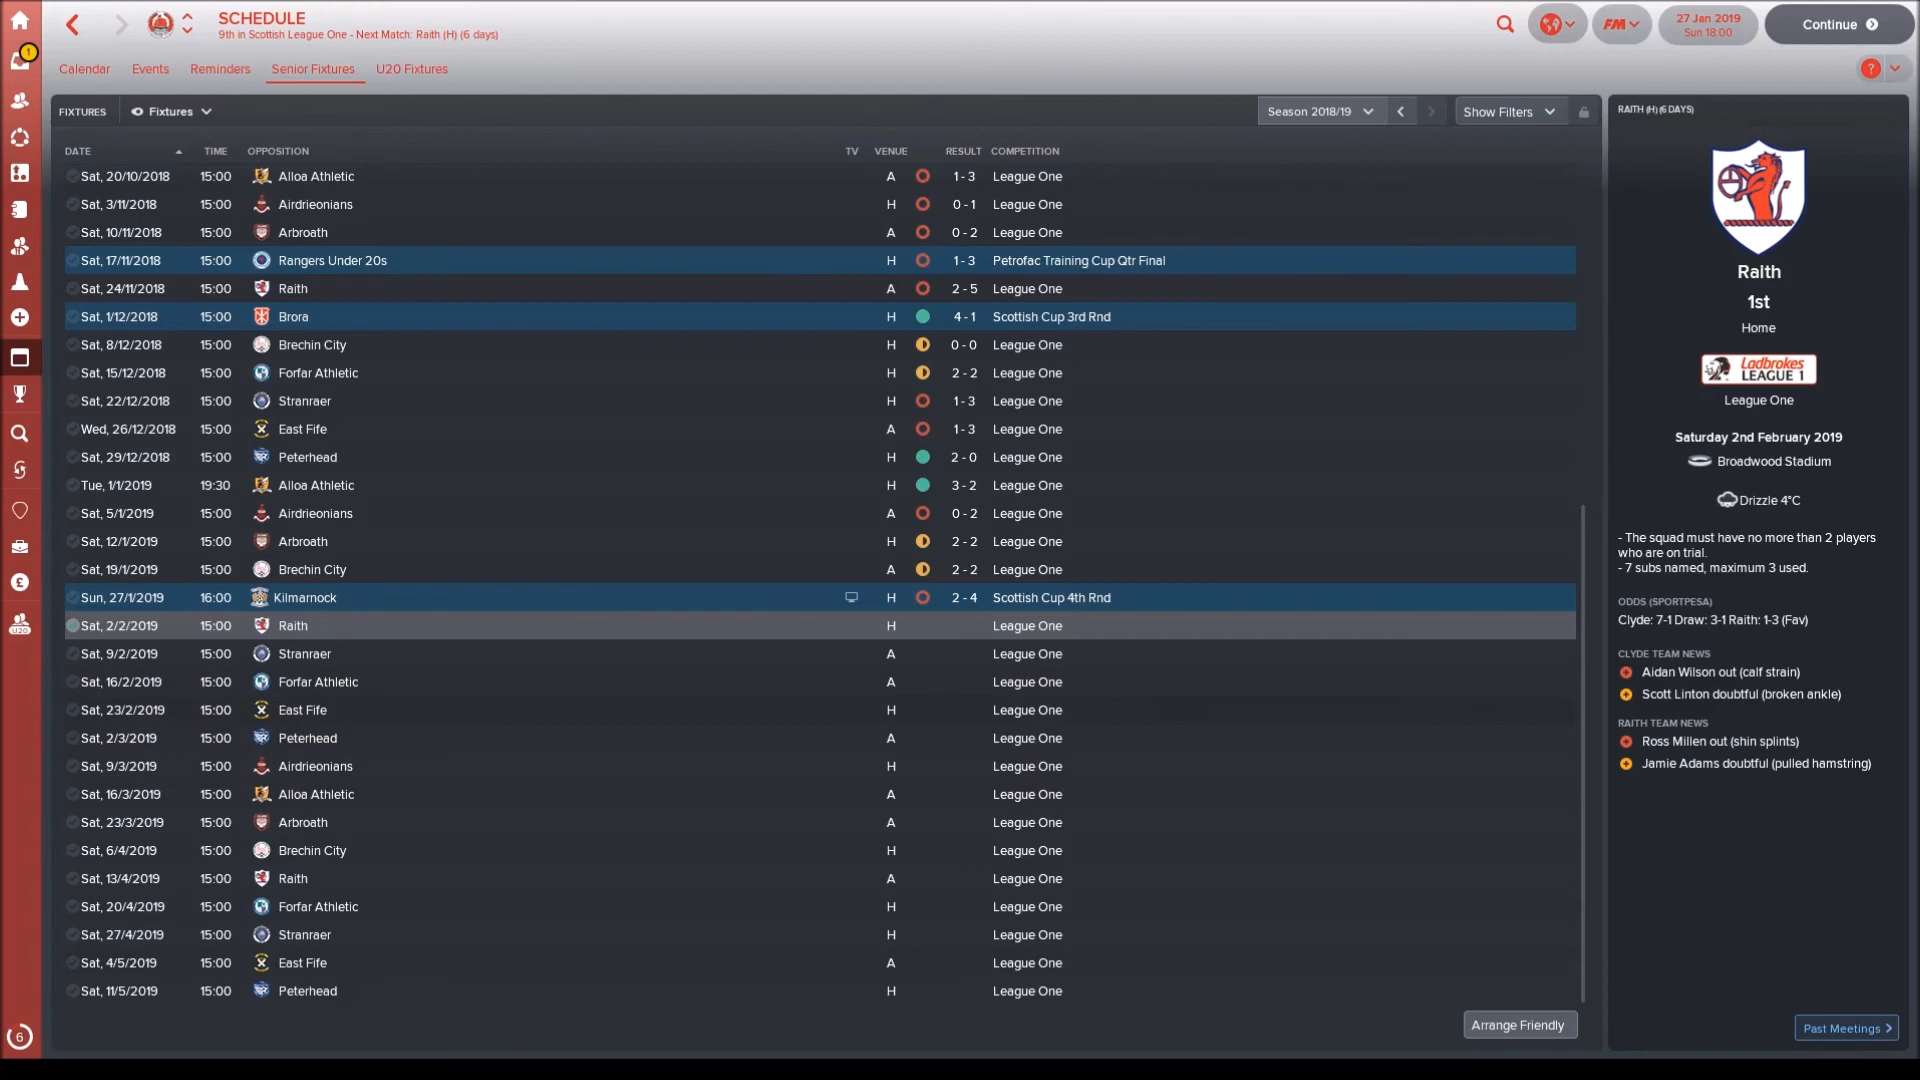 1
SCHEDULE
9th in Scottish League One - Next Match: Raith (H) (6 days)
FM
27 Jan 2019
Sun 18:00
Continue
Calendar Events Reminders Senior Fixtures U20 Fixtures
?
FIXTURES Fixtures Season 2018/19 Show Filters
DATE TIME OPPOSITION TV VENUE RESULT COMPETITION
Sat, 20/10/2018 15:00 Alloa Athletic A 1 - 3 League One
Sat, 3/11/2018 15:00 Airdrieonians H 0 - 1 League One
Sat, 10/11/2018 15:00 Arbroath A 0 - 2 League One
Sat, 17/11/2018 15:00 Rangers Under 20s H 1 - 3 Petrofac Training Cup Qtr Final
Sat, 24/11/2018 15:00 Raith A 2 - 5 League One
Sat, 1/12/2018 15:00 Brora H 4 - 1 Scottish Cup 3rd Rnd
Sat, 8/12/2018 15:00 Brechin City H 0 - 0 League One
Sat, 15/12/2018 15:00 Forfar Athletic H 2 - 2 League One
Sat, 22/12/2018 15:00 Stranraer H 1 - 3 League One
Wed, 26/12/2018 15:00 East Fife A 1 - 3 League One
Sat, 29/12/2018 15:00 Peterhead H 2 - 0 League One
Tue, 1/1/2019 19:30 Alloa Athletic H 3 - 2 League One
Sat, 5/1/2019 15:00 Airdrieonians A 0 - 2 League One
Sat, 12/1/2019 15:00 Arbroath H 2 - 2 League One
Sat, 19/1/2019 15:00 Brechin City A 2 - 2 League One
Sun, 27/1/2019 16:00 Kilmarnock H 2 - 4 Scottish Cup 4th Rnd
Sat, 2/2/2019 15:00 Raith H League One
Sat, 9/2/2019 15:00 Stranraer A League One
Sat, 16/2/2019 15:00 Forfar Athletic A League One
Sat, 23/2/2019 15:00 East Fife H League One
Sat, 2/3/2019 15:00 Peterhead A League One
Sat, 9/3/2019 15:00 Airdrieonians H League One
Sat, 16/3/2019 15:00 Alloa Athletic A League One
Sat, 23/3/2019 15:00 Arbroath A League One
Sat, 6/4/2019 15:00 Brechin City H League One
Sat, 13/4/2019 15:00 Raith A League One
Sat, 20/4/2019 15:00 Forfar Athletic H League One
Sat, 27/4/2019 15:00 Stranraer H League One
Sat, 4/5/2019 15:00 East Fife A League One
Sat, 11/5/2019 15:00 Peterhead H League One
Arrange Friendly
RAITH (H) (6 DAYS)
Raith
1st
Home
Ladbrokes
LEAGUE 1
League One
Saturday 2nd February 2019
Broadwood Stadium
Drizzle 4°C
- The squad must have no more than 2 players
who are on trial.
- 7 subs named, maximum 3 used.
ODDS (SPORTPESA)
Clyde: 7-1 Draw: 3-1 Raith: 1-3 (Fav)
CLYDE TEAM NEWS
Aidan Wilson out (calf strain)
Scott Linton doubtful (broken ankle)
RAITH TEAM NEWS
Ross Millen out (shin splints)
Jamie Adams doubtful (pulled hamstring)
Past Meetings
£
U20
6